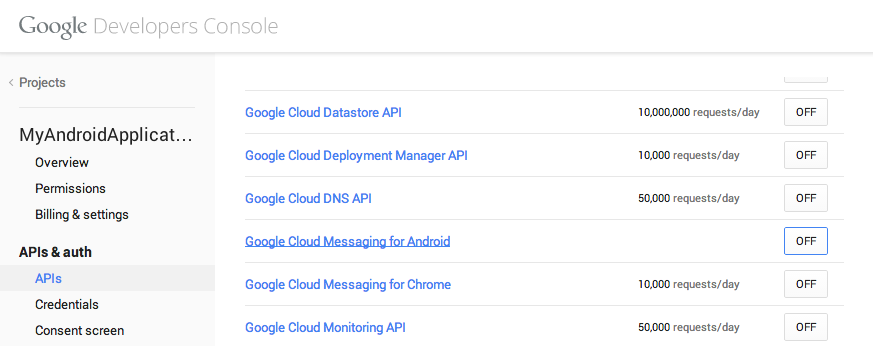 Google Developers Console
Projects
MyAndroidApplicat...
Overview
Permissions
Billing & settings
APIs & auth
APIs
Credentials
Consent screen
Google Cloud Datastore API 10,000,000 requests/day OFF
Google Cloud Deployment Manager API 10,000 requests/day OFF
Google Cloud DNS API 50,000 requests/day OFF
Google Cloud Messaging for Android OFF
Google Cloud Messaging for Chrome 10,000 requests/day OFF
Google Cloud Monitoring API 50,000 requests/day OFF